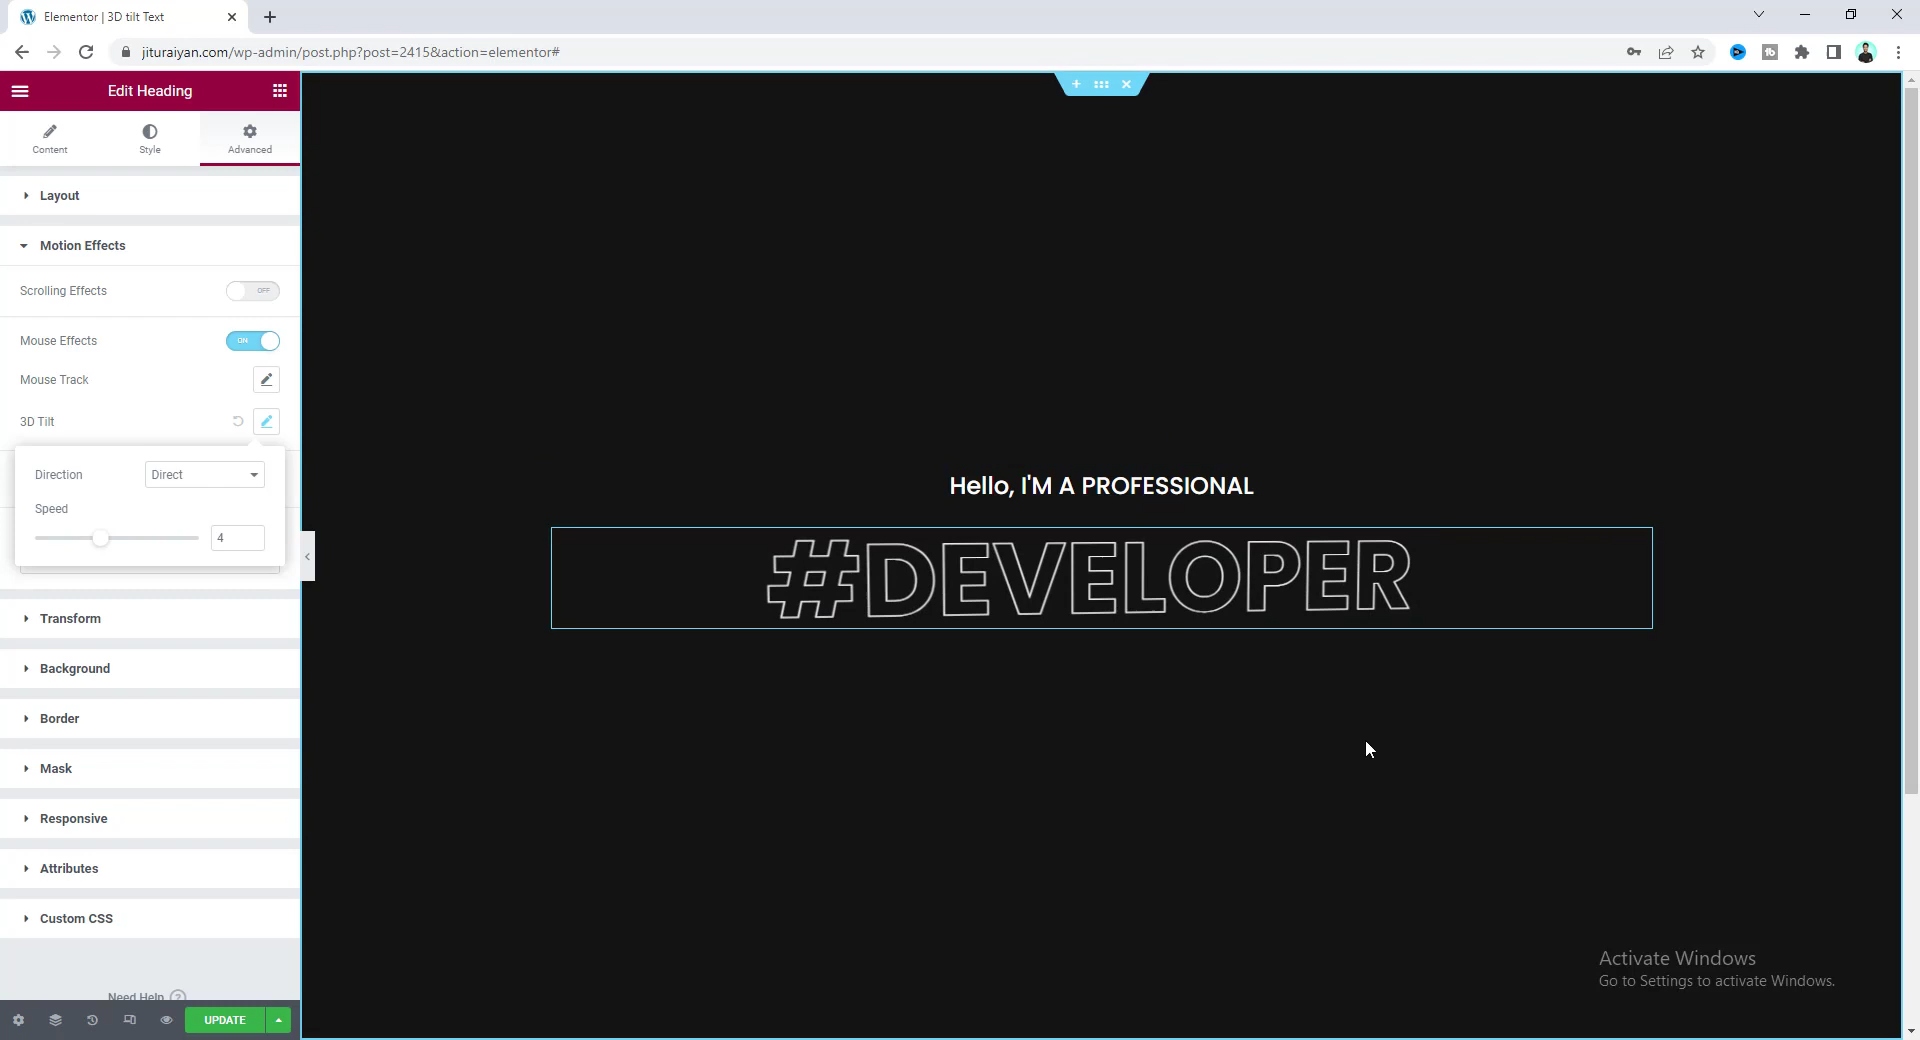 Elementor | 3D tilt Text
jituraiyan.com/wp-admin/post.php?post=2415&action=elementor#
Edit Heading
Content
Style
Advanced
Layout
Motion Effects
Scrolling Effects
OFF
Mouse Effects
ON
Mouse Track
3D Tilt
Direction
Direct
Speed
4
Transform
Background
Border
Mask
Responsive
Attributes
Custom CSS
Need Help
UPDATE
Hello, I'M A PROFESSIONAL
#DEVELOPER
Activate Windows
Go to Settings to activate Windows.